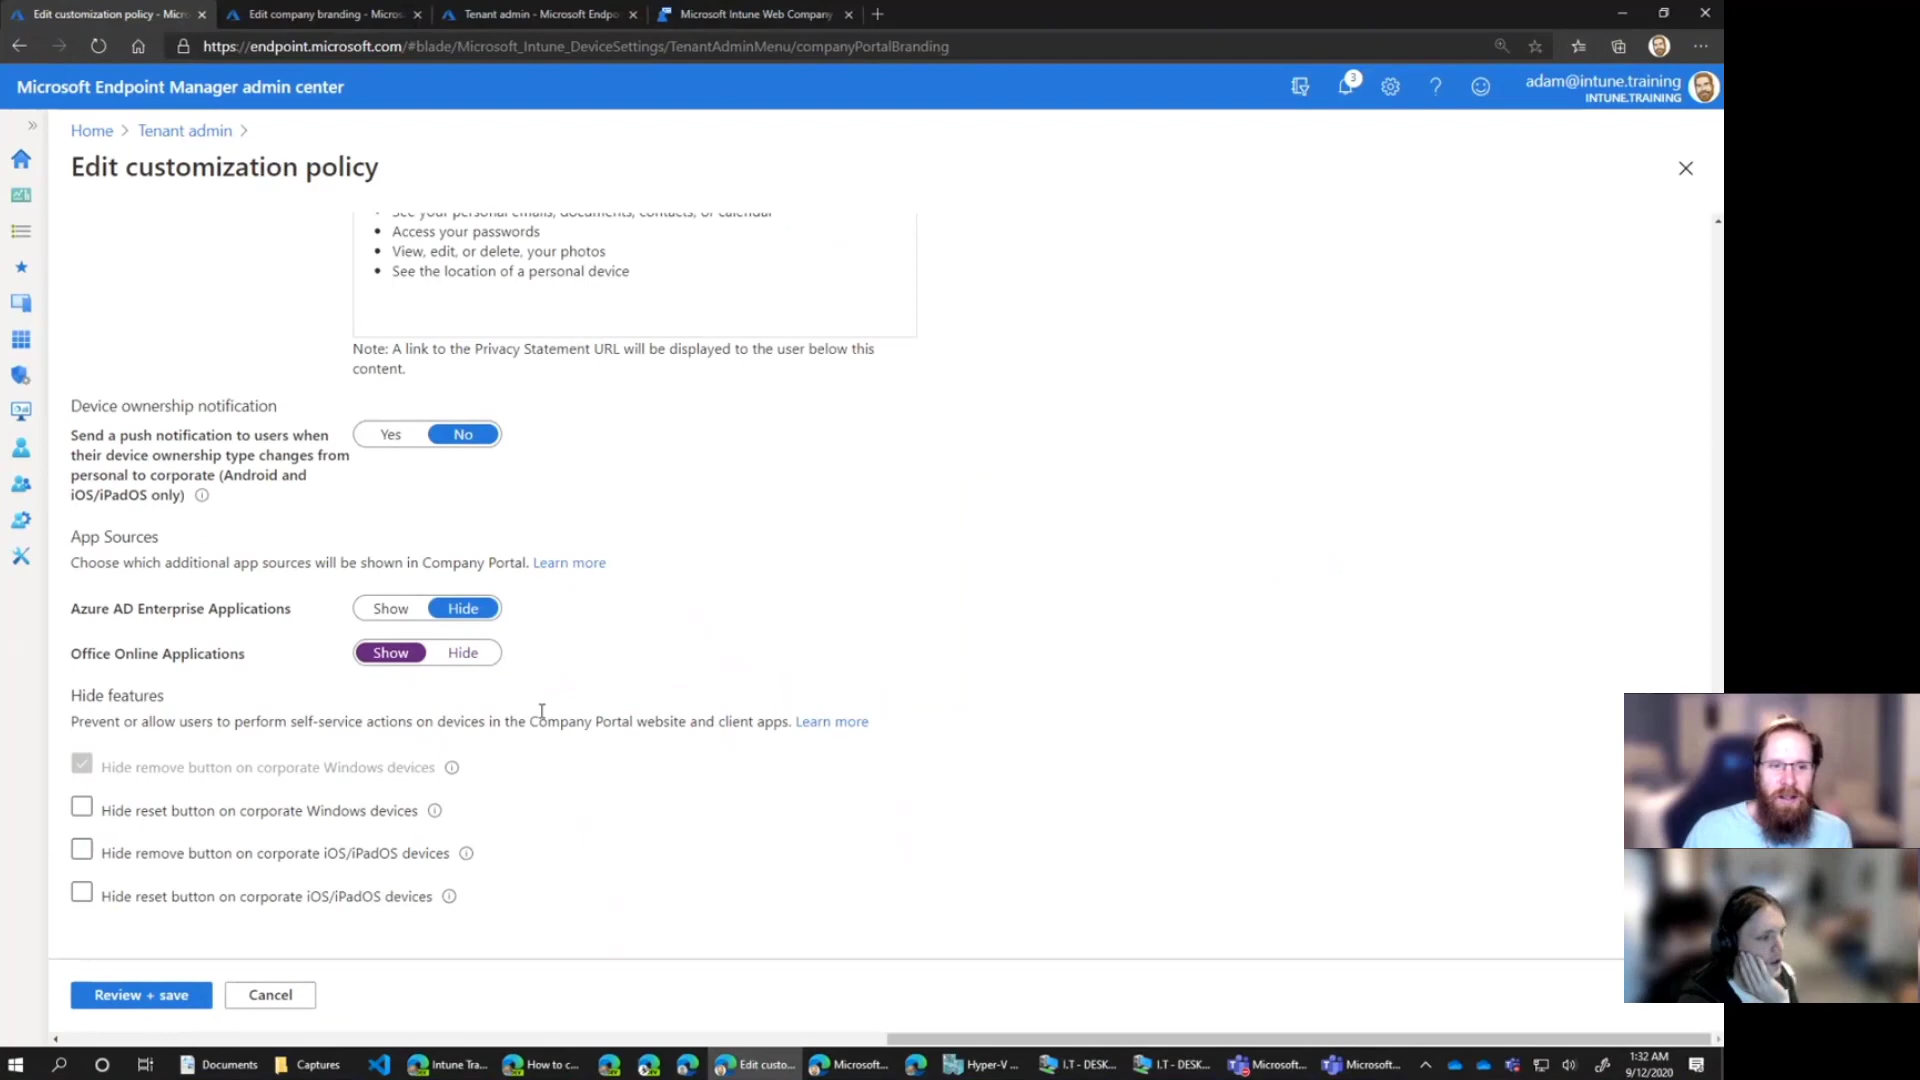 Edit customization policy - Micro
Edit company branding - Micros
Tenant admin - Microsoft Endpo
Microsoft Intune Web Company
https://endpoint.microsoft.com/#blade/Microsoft_Intune_DeviceSettings/TenantAdminMenu/companyPortalBranding
Microsoft Endpoint Manager admin center
3
adam@intune.training
INTUNE.TRAINING
Home > Tenant admin >
Edit customization policy
• See your personal emails, documents, contacts, or calendar
• Access your passwords
• View, edit, or delete, your photos
• See the location of a personal device
Note: A link to the Privacy Statement URL will be displayed to the user below this
content.
Device ownership notification
Send a push notification to users when
their device ownership type changes from
personal to corporate (Android and
iOS/iPadOS only)
Yes No
App Sources
Choose which additional app sources will be shown in Company Portal. Learn more
Azure AD Enterprise Applications Show Hide
Office Online Applications Show Hide
Hide features
Prevent or allow users to perform self-service actions on devices in the Company Portal website and client apps. Learn more
Hide remove button on corporate Windows devices
Hide reset button on corporate Windows devices
Hide remove button on corporate iOS/iPadOS devices
Hide reset button on corporate iOS/iPadOS devices
Review + save Cancel
Documents Captures Intune Tra... How to c... Edit custo... Microsoft... Hyper-V ... I.T - DESK... I.T - DESK... Microsoft... Microsoft...
1:32 AM
9/12/2020